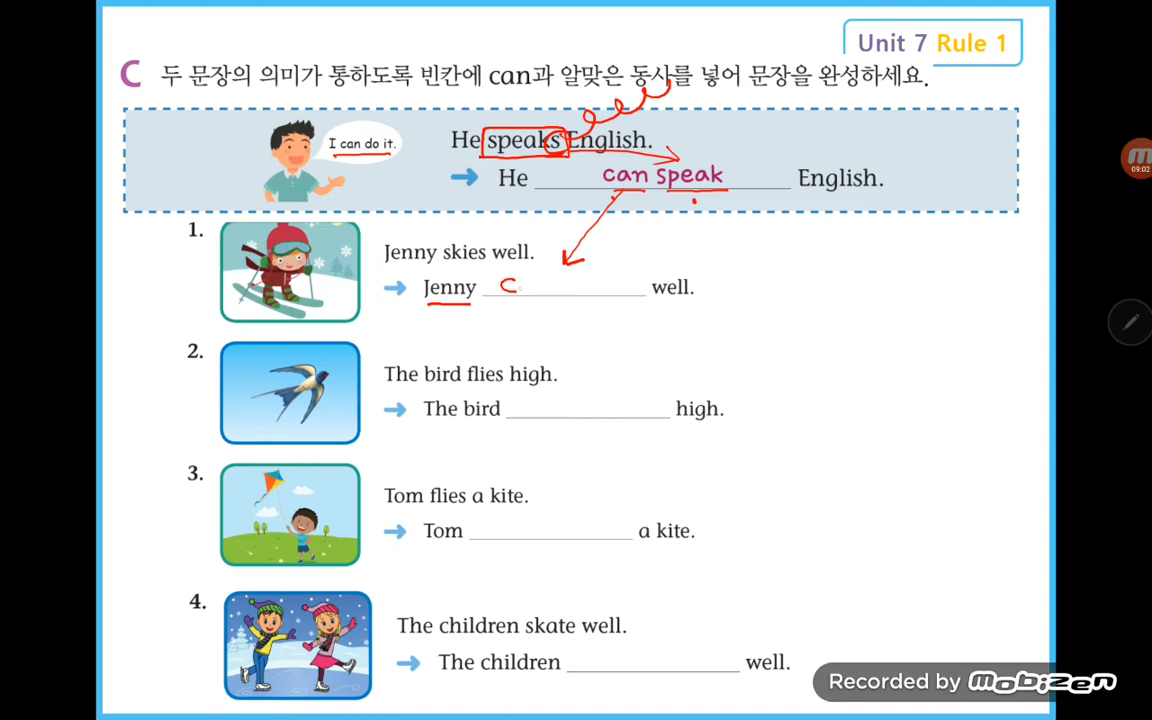 Unit 7 Rule 1
C 두 문장의 의미가 통하도록 빈칸에 can과 알맞은 동사를 넣어 문장을 완성하세요.
I can do it.
He speaks English.
He can speak English.
1.
Jenny skies well.
Jenny c well.
2.
The bird flies high.
The bird high.
3.
Tom flies a kite.
Tom a kite.
4.
The children skate well.
The children well.
09:02
Recorded by mobizen